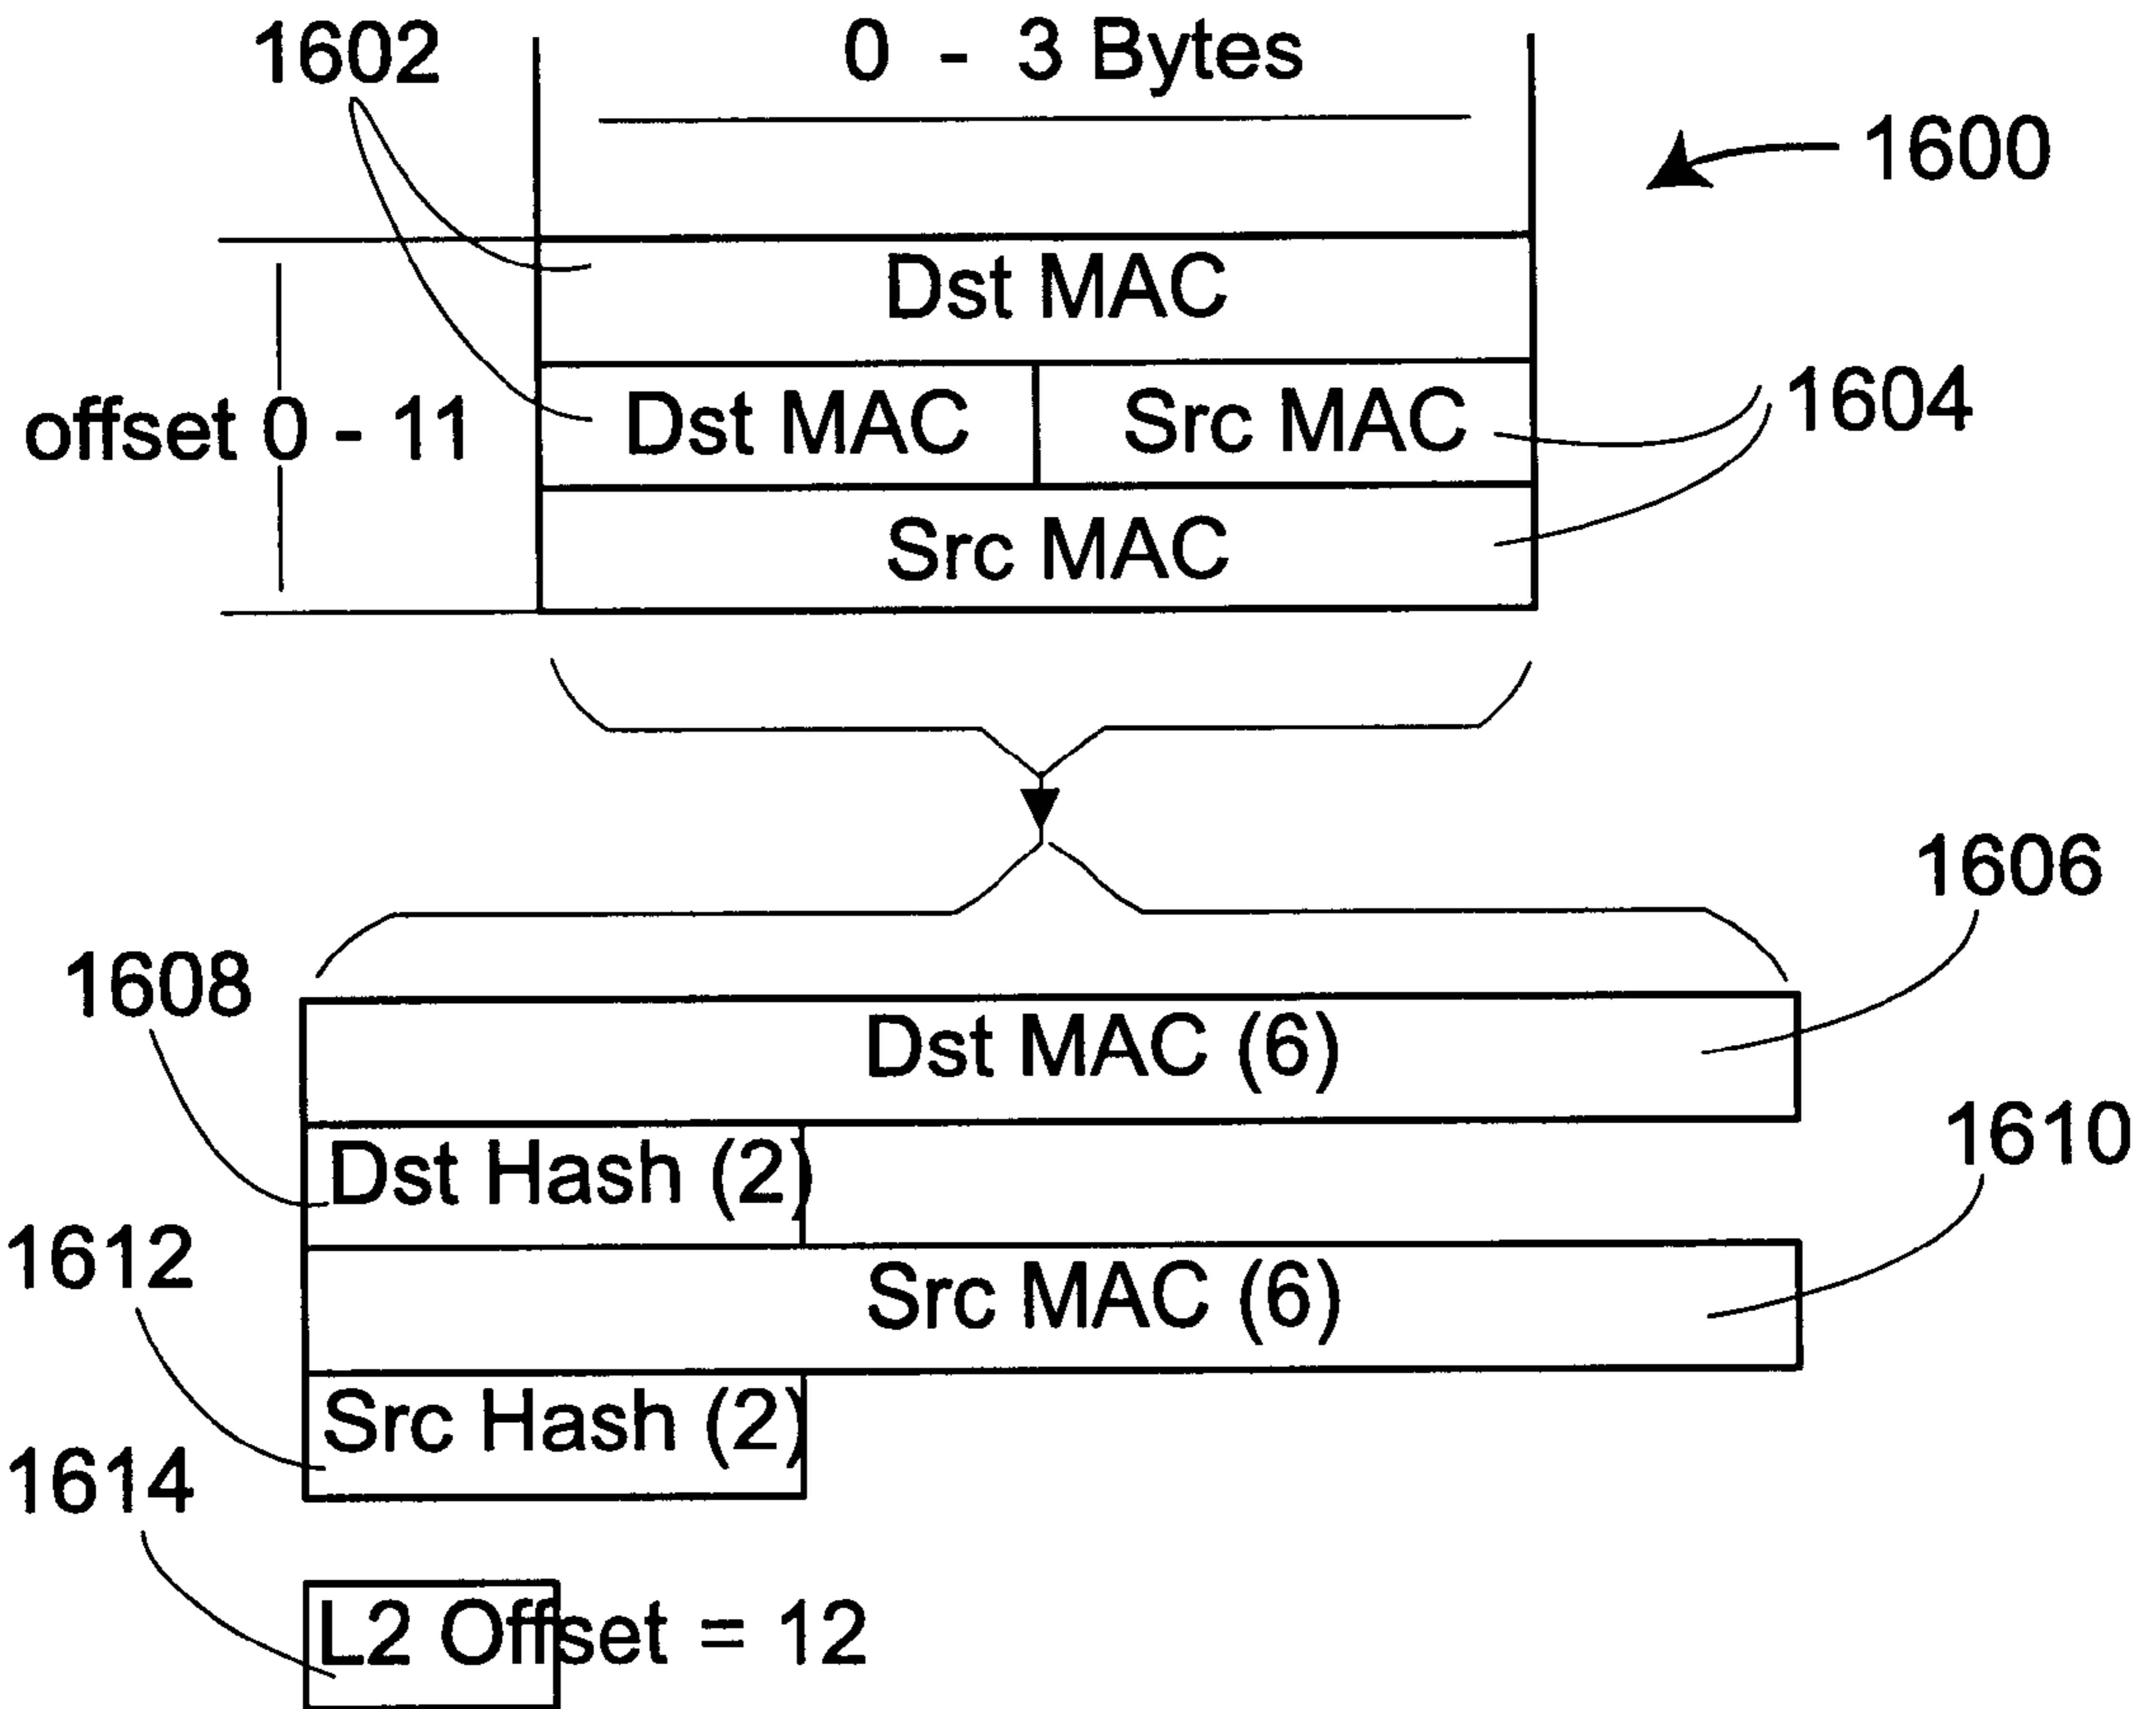 1602
0 - 3 Bytes
1600
Dst MAC
offset 0 - 11
Dst MAC
Src MAC
1604
Src MAC
1606
1608
Dst MAC (6)
1610
Dst Hash (2)
1612
Src MAC (6)
Src Hash (2)
1614
L2 Offset = 12